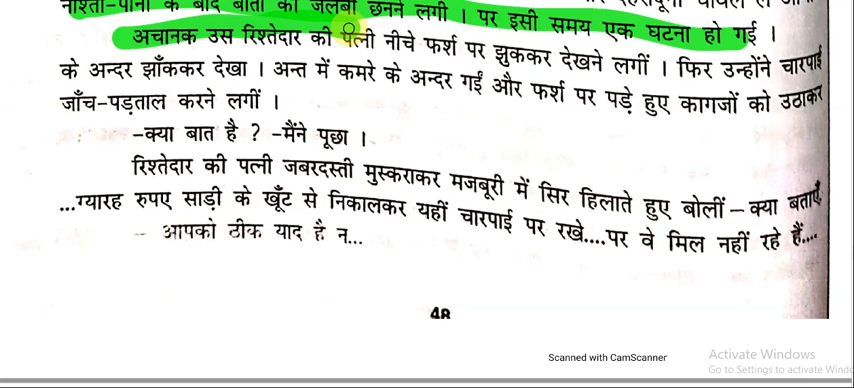 नाश्ता-पानी के बाद बातों की जलेबी छनने लगी । पर इसी समय एक घटना हो गई ।
अचानक उस रिश्तेदार की पत्नी नीचे फर्श पर झुककर देखने लगीं । फिर उन्होंने चारपाई
के अन्दर झाँककर देखा । अन्त में कमरे के अन्दर गईं और फर्श पर पड़े हुए कागजों को उठाकर
जाँच-पड़ताल करने लगीं ।
-क्या बात है ? -मैंने पूछा ।
रिश्तेदार की पत्नी जबरदस्ती मुस्कराकर मजबूरी में सिर हिलाते हुए बोलीं – क्या बताएँ
...ग्यारह रुपए साड़ी के खूँट से निकालकर यहीं चारपाई पर रखे....पर वे मिल नहीं रहे हैं....
- आपको ठीक याद है न...
48
Scanned with CamScanner
Activate Windows
Go to Settings to activate Wind